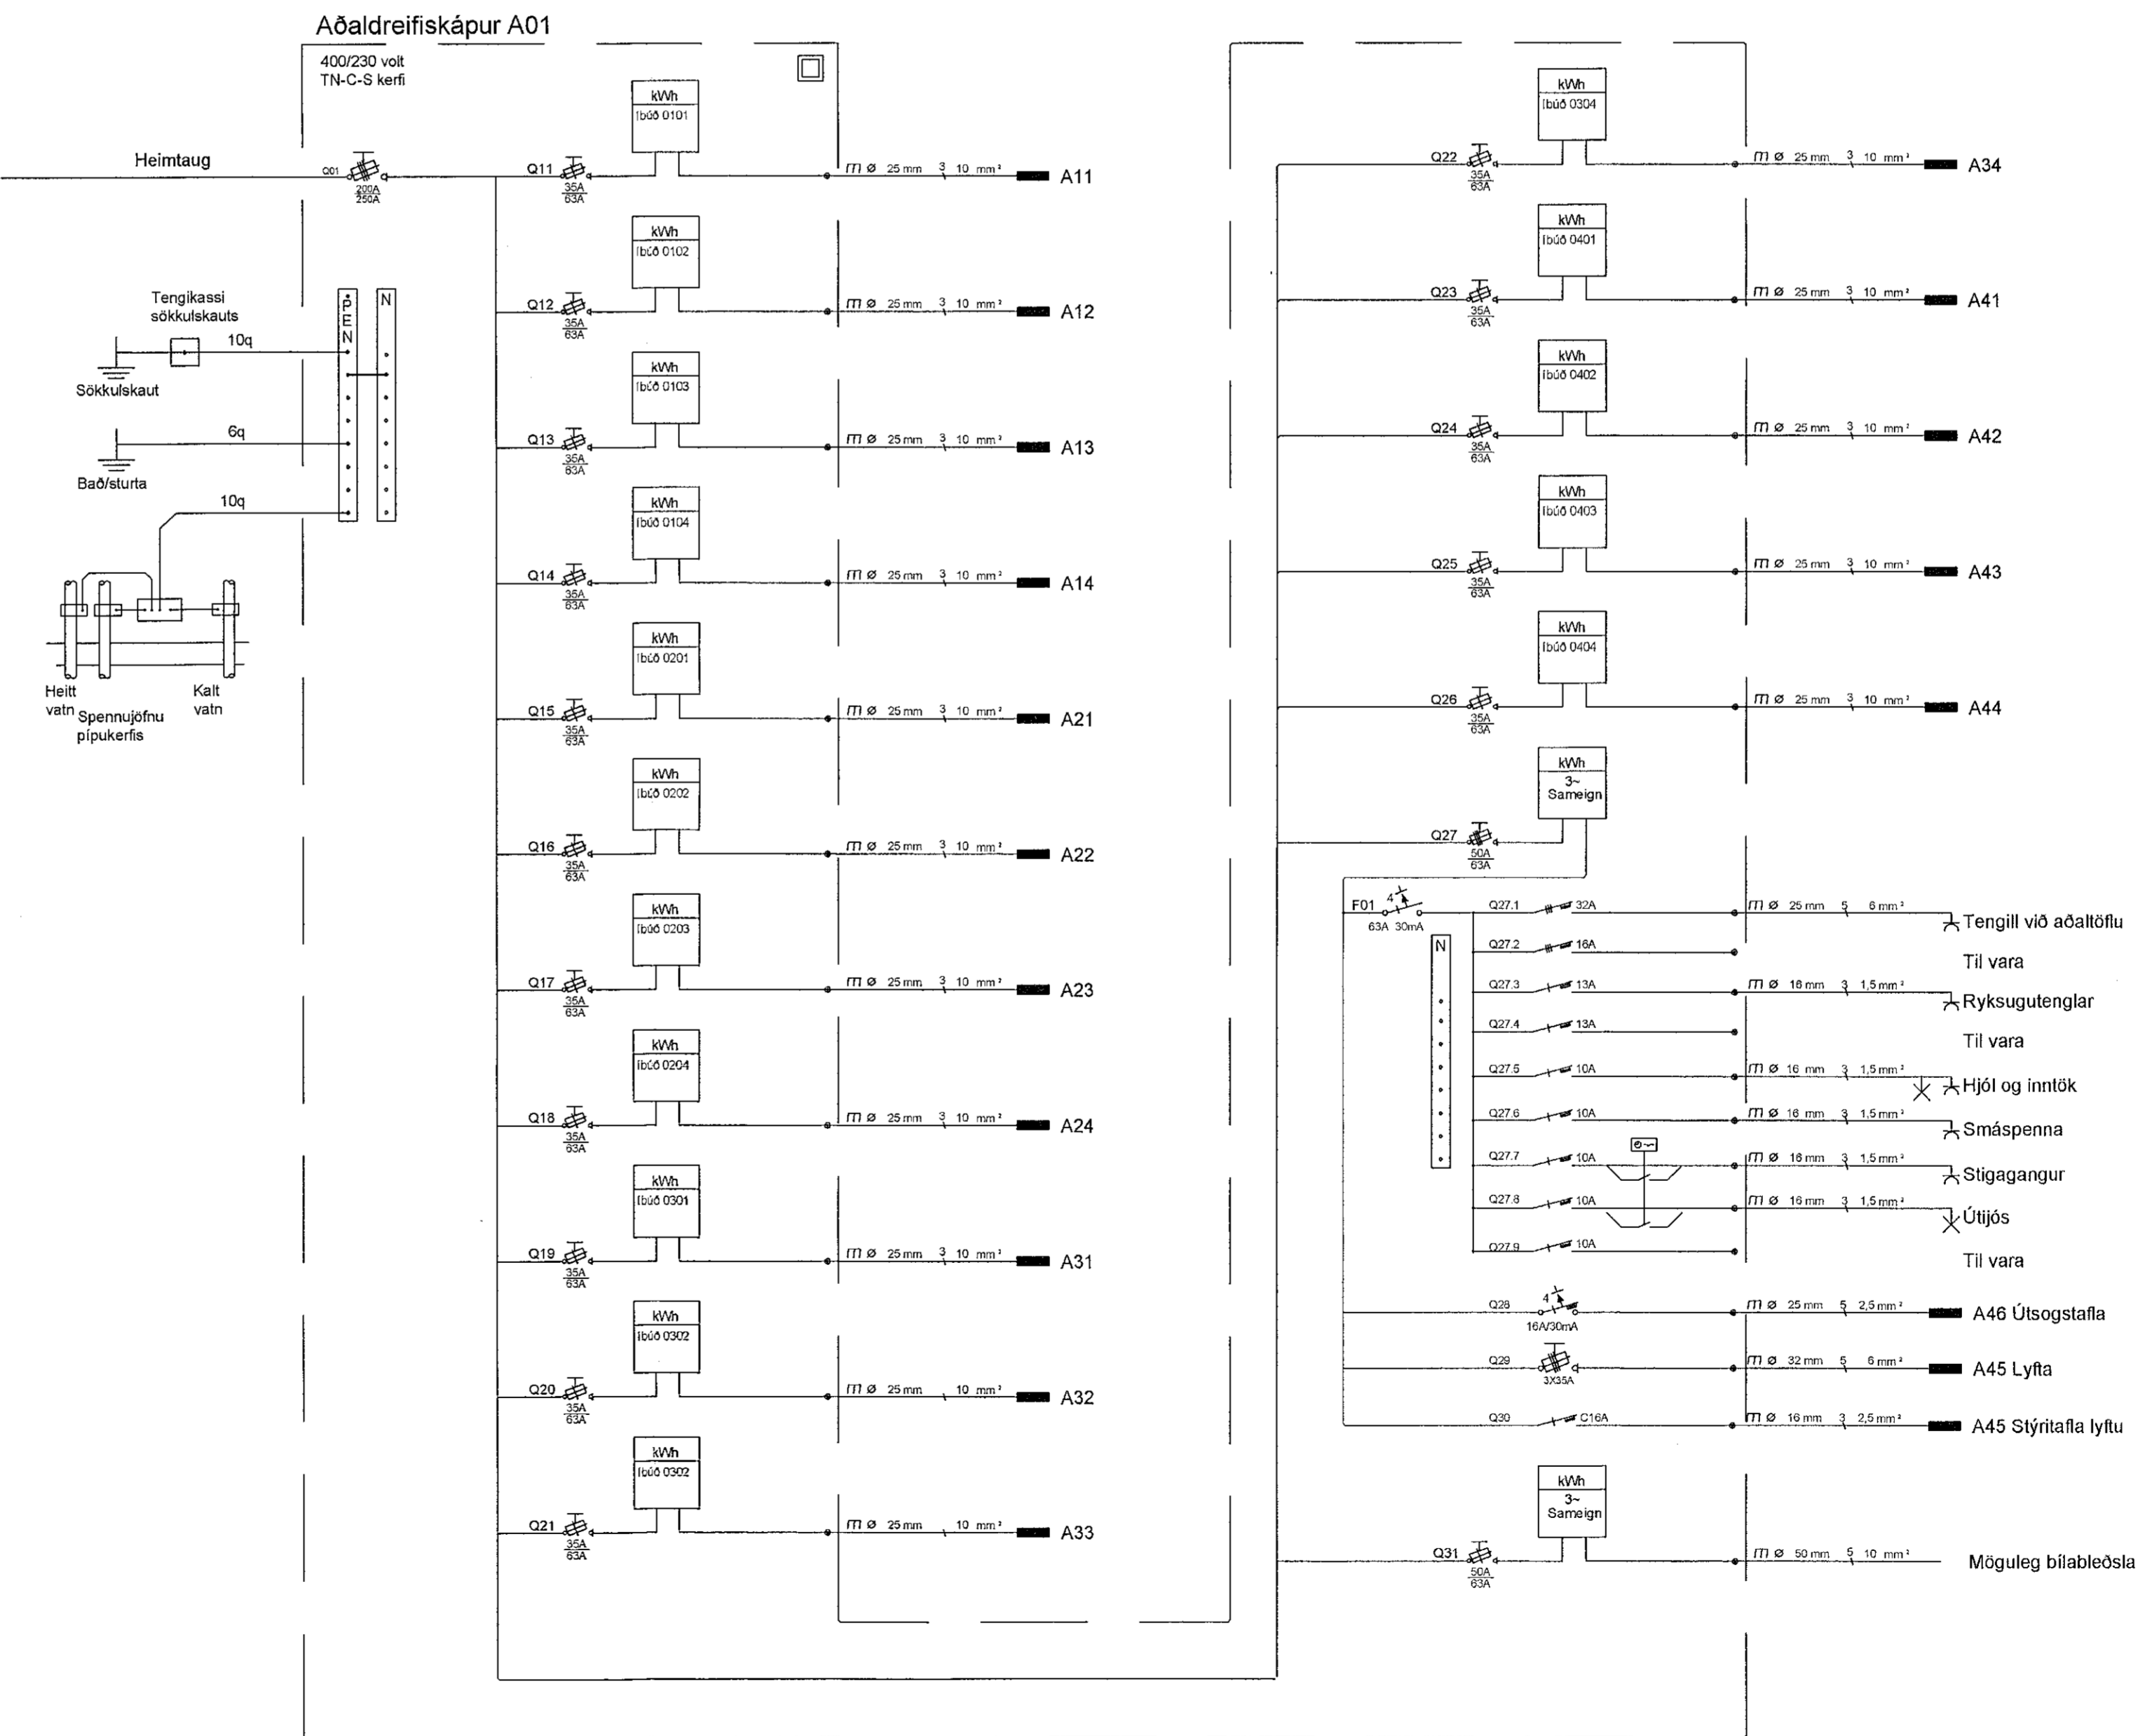 Aðaldreifiskápur A01
400/230 volt
TN-C-S kerfi
Heimtaug
Q01
200A
250A
Tengikassi
sökkulskauts
10q
Sökkulskaut
6q
Bað/sturta
10q
PEN
N
Heitt
vatn
Kalt
vatn
Spennujöfnu
pípukerfis
kWh
Íbúð 0101
Q11
35A
63A
m ø 25 mm 3 10 mm²
A11
kWh
Íbúð 0102
Q12
35A
63A
m ø 25 mm 3 10 mm²
A12
kWh
Íbúð 0103
Q13
35A
63A
m ø 25 mm 3 10 mm²
A13
kWh
Íbúð 0104
Q14
35A
63A
m ø 25 mm 3 10 mm²
A14
kWh
Íbúð 0201
Q15
35A
63A
m ø 25 mm 3 10 mm²
A21
kWh
Íbúð 0202
Q16
35A
63A
m ø 25 mm 3 10 mm²
A22
kWh
Íbúð 0203
Q17
35A
63A
m ø 25 mm 3 10 mm²
A23
kWh
Íbúð 0204
Q18
35A
63A
m ø 25 mm 3 10 mm²
A24
kWh
Íbúð 0301
Q19
35A
63A
m ø 25 mm 3 10 mm²
A31
kWh
Íbúð 0302
Q20
35A
63A
m ø 25 mm 10 mm²
A32
kWh
Íbúð 0302
Q21
35A
63A
m ø 25 mm 10 mm²
A33
kWh
Íbúð 0304
Q22
35A
63A
m ø 25 mm 3 10 mm²
A34
kWh
Íbúð 0401
Q23
35A
63A
m ø 25 mm 3 10 mm²
A41
kWh
Íbúð 0402
Q24
35A
63A
m ø 25 mm 3 10 mm²
A42
kWh
Íbúð 0403
Q25
35A
63A
m ø 25 mm 3 10 mm²
A43
kWh
Íbúð 0404
Q26
35A
63A
m ø 25 mm 3 10 mm²
A44
kWh
3~
Sameign
Q27
50A
63A
F01
4
63A 30mA
N
Q27.1 32A m ø 25 mm 5 6 mm²
Tengill við aðaltöflu
Q27.2 16A
Til vara
Q27.3 13A m ø 16 mm 3 1,5 mm²
Ryksugutenglar
Q27.4 13A
Til vara
Q27.5 10A m ø 16 mm 3 1,5 mm²
Hjól og inntök
Q27.6 10A m ø 16 mm 3 1,5 mm²
Smáspenna
Q27.7 10A m ø 16 mm 3 1,5 mm²
Stigagangur
Q27.8 10A m ø 16 mm 3 1,5 mm²
Útijós
Q27.9 10A
Til vara
Q28
4
16A/30mA
m ø 25 mm 5 2,5 mm²
A46 Útsogstafla
Q29
3X35A
m ø 32 mm 5 6 mm²
A45 Lyfta
Q30 C16A m ø 16 mm 3 2,5 mm²
A45 Stýritafla lyftu
kWh
3~
Sameign
Q31
50A
63A
m ø 50 mm 5 10 mm²
Möguleg bílableðsla